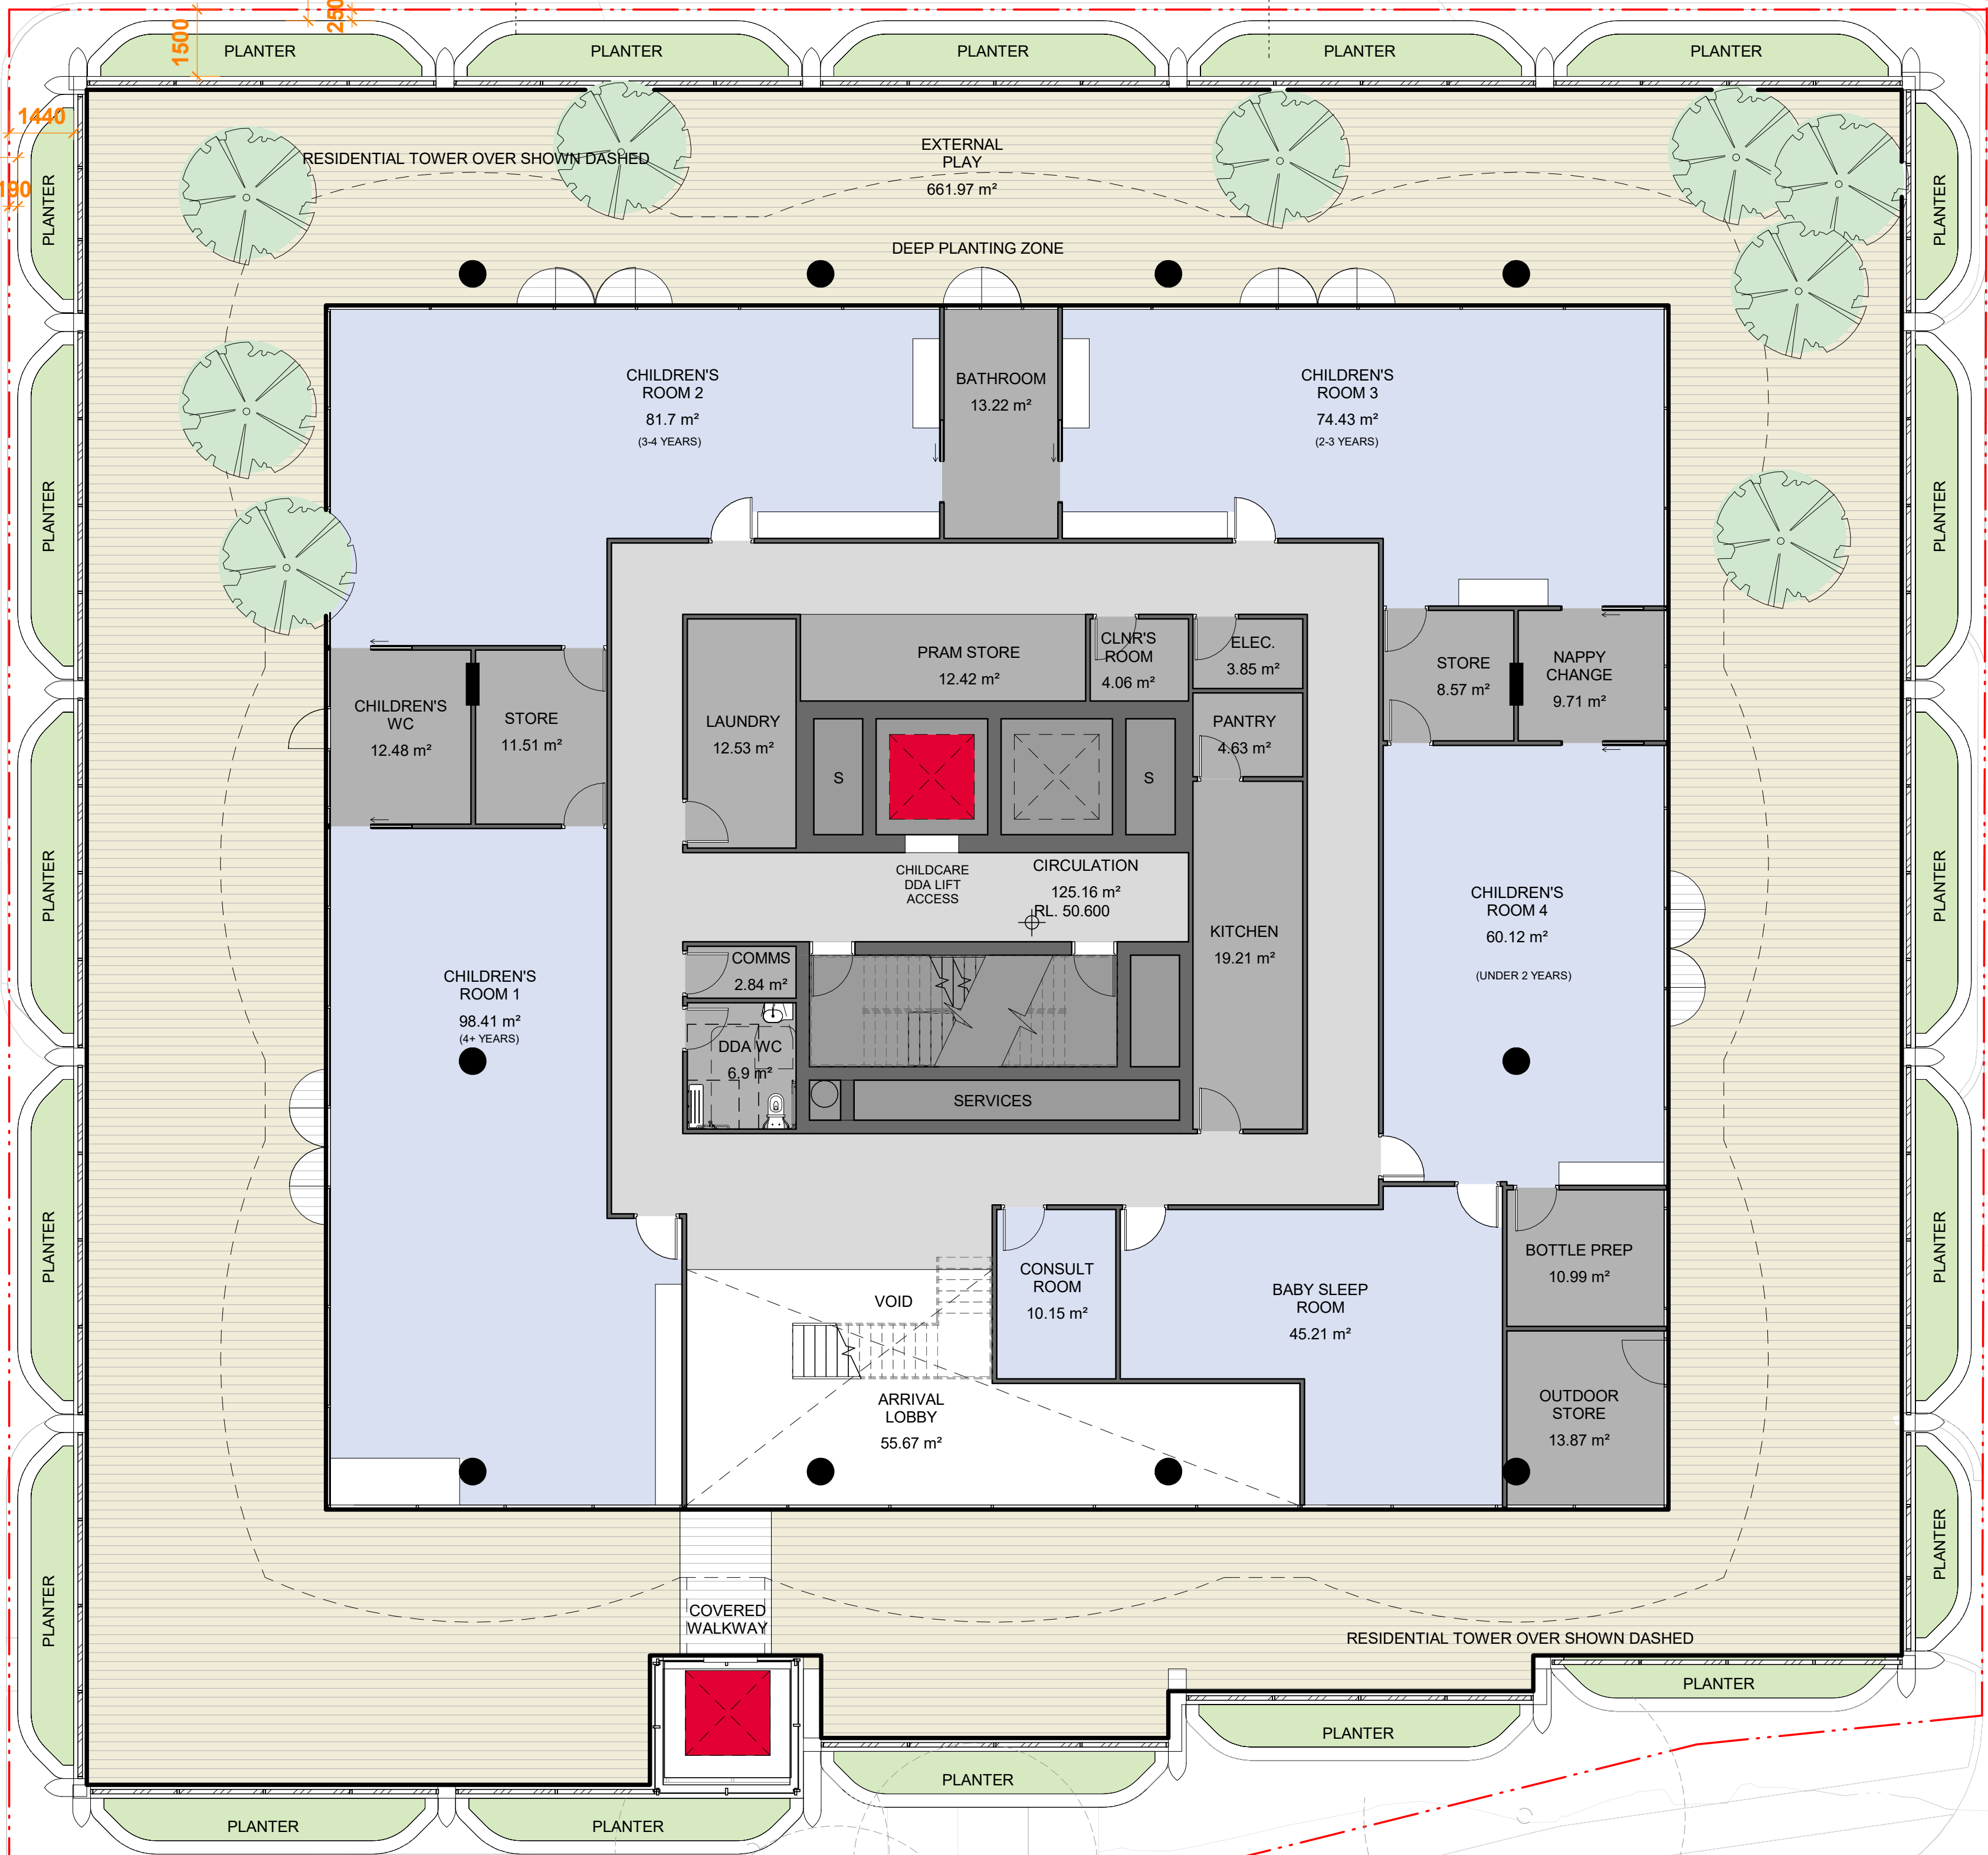 250
1500
PLANTER
PLANTER
PLANTER
PLANTER
PLANTER
1440
190
PLANTER
PLANTER
RESIDENTIAL TOWER OVER SHOWN DASHED
EXTERNAL
PLAY
661.97 m²
DEEP PLANTING ZONE
CHILDREN'S
ROOM 2
81.7 m²
(3-4 YEARS)
BATHROOM
13.22 m²
CHILDREN'S
ROOM 3
74.43 m²
(2-3 YEARS)
PLANTER
PLANTER
CHILDREN'S
WC
12.48 m²
STORE
11.51 m²
LAUNDRY
12.53 m²
PRAM STORE
12.42 m²
CLNR'S
ROOM
4.06 m²
ELEC.
3.85 m²
PANTRY
4.63 m²
STORE
8.57 m²
NAPPY
CHANGE
9.71 m²
S
S
PLANTER
PLANTER
CHILDCARE
DDA LIFT
ACCESS
CIRCULATION
125.16 m²
RL. 50.600
KITCHEN
19.21 m²
CHILDREN'S
ROOM 4
60.12 m²
(UNDER 2 YEARS)
CHILDREN'S
ROOM 1
98.41 m²
(4+ YEARS)
COMMS
2.84 m²
DDA WC
6.9 m²
SERVICES
PLANTER
PLANTER
VOID
CONSULT
ROOM
10.15 m²
BABY SLEEP
ROOM
45.21 m²
BOTTLE PREP
10.99 m²
ARRIVAL
LOBBY
55.67 m²
OUTDOOR
STORE
13.87 m²
PLANTER
PLANTER
COVERED
WALKWAY
RESIDENTIAL TOWER OVER SHOWN DASHED
PLANTER
PLANTER
PLANTER
PLANTER
PLANTER